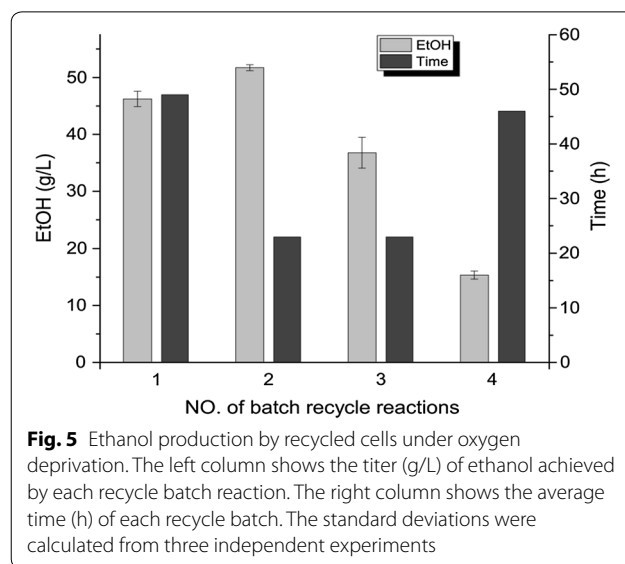 EtOH
Time
50
40
30
20
10
0
60
50
40
30
20
10
0
EtOH (g/L)
Time (h)
1 2 3 4
NO. of batch recycle reactions
Fig. 5 Ethanol production by recycled cells under oxygen
deprivation. The left column shows the titer (g/L) of ethanol achieved
by each recycle batch reaction. The right column shows the average
time (h) of each recycle batch. The standard deviations were
calculated from three independent experiments